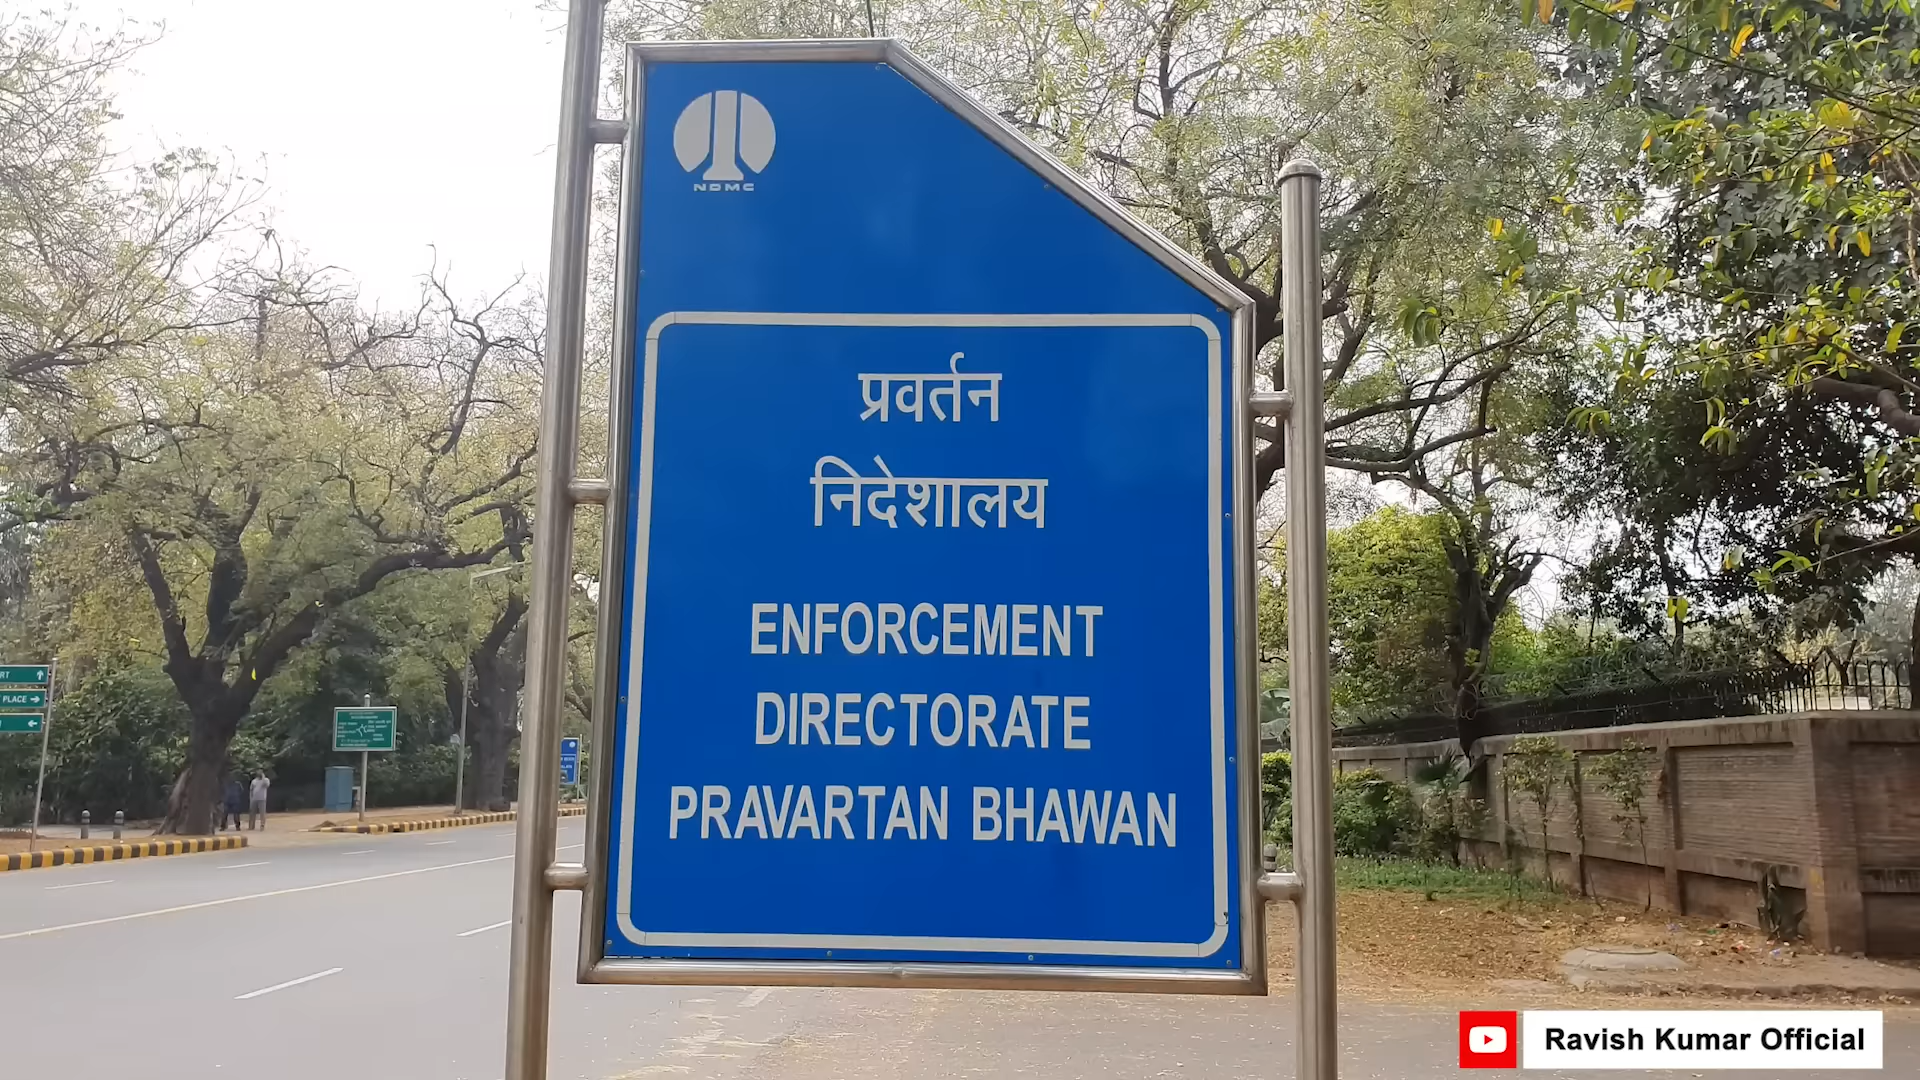 NDMC
प्रवर्तन
निदेशालय
ENFORCEMENT
DIRECTORATE
PRAVARTAN BHAWAN
PLACE
Ravish Kumar Official